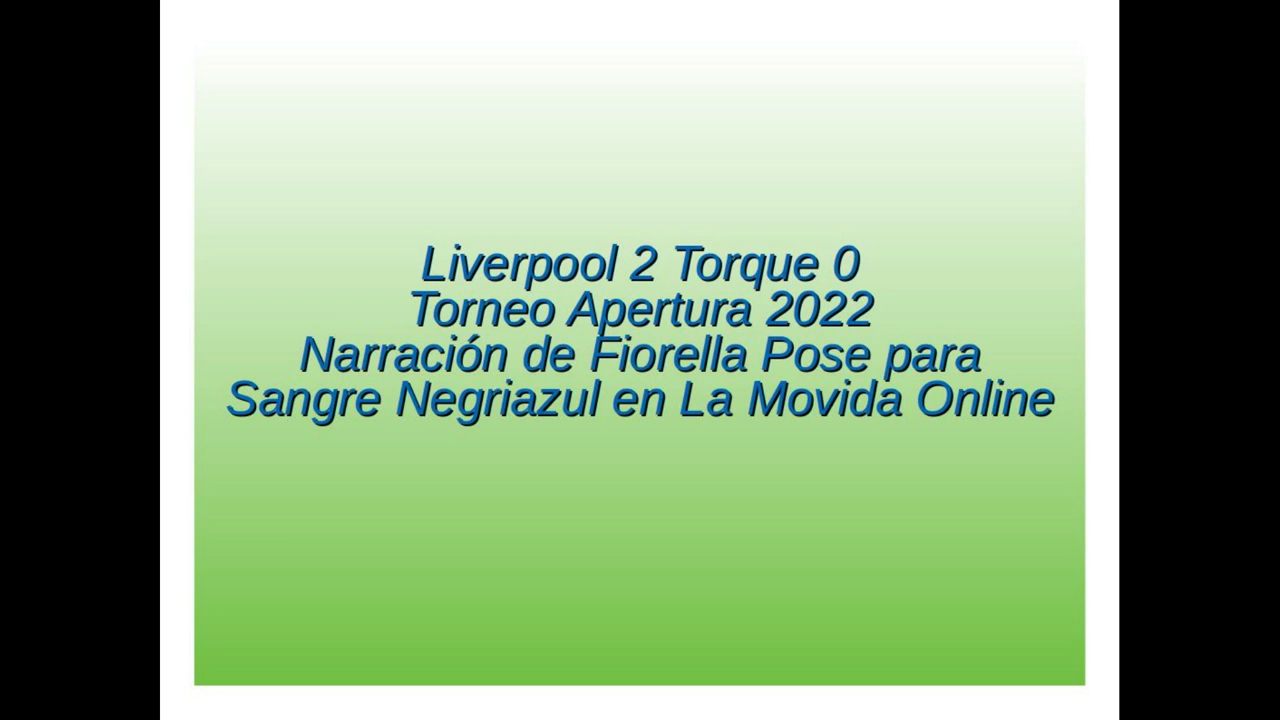 Liverpool 2 Torque 0
Torneo Apertura 2022
Narración de Fiorella Pose para
Sangre Negriazul en La Movida Online